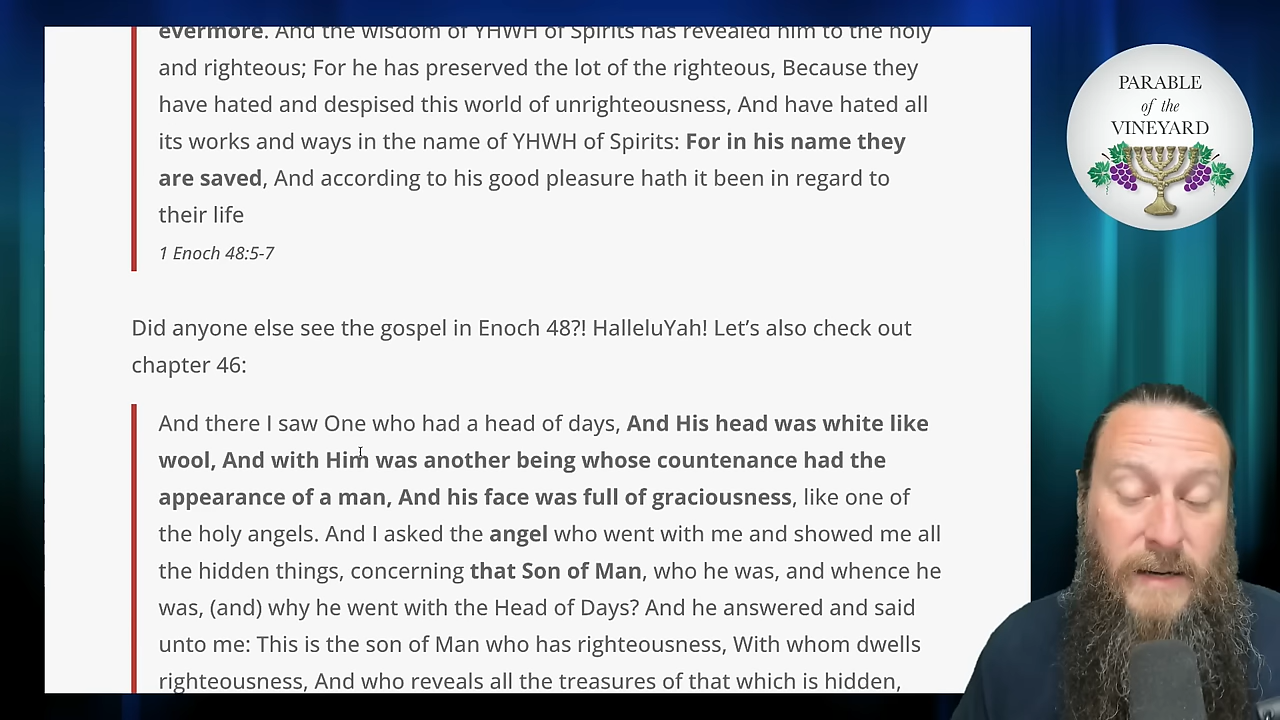 evermore. And the wisdom of YHWH of Spirits has revealed him to the holy
and righteous; For he has preserved the lot of the righteous, Because they
have hated and despised this world of unrighteousness, And have hated all
its works and ways in the name of YHWH of Spirits: For in his name they
are saved, And according to his good pleasure hath it been in regard to
their life
1 Enoch 48:5-7
Did anyone else see the gospel in Enoch 48?! HalleluYah! Let’s also check out
chapter 46:
And there I saw One who had a head of days, And His head was white like
wool, And with Him was another being whose countenance had the
appearance of a man, And his face was full of graciousness, like one of
the holy angels. And I asked the angel who went with me and showed me all
the hidden things, concerning that Son of Man, who he was, and whence he
was, (and) why he went with the Head of Days? And he answered and said
unto me: This is the son of Man who has righteousness, With whom dwells
righteousness, And who reveals all the treasures of that which is hidden,
PARABLE
of the
VINEYARD